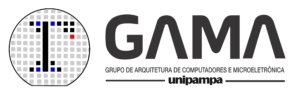 GAMA
GRUPO DE ARQUITETURA DE COMPUTADORES E MICROELETRÔNICA
unipampa